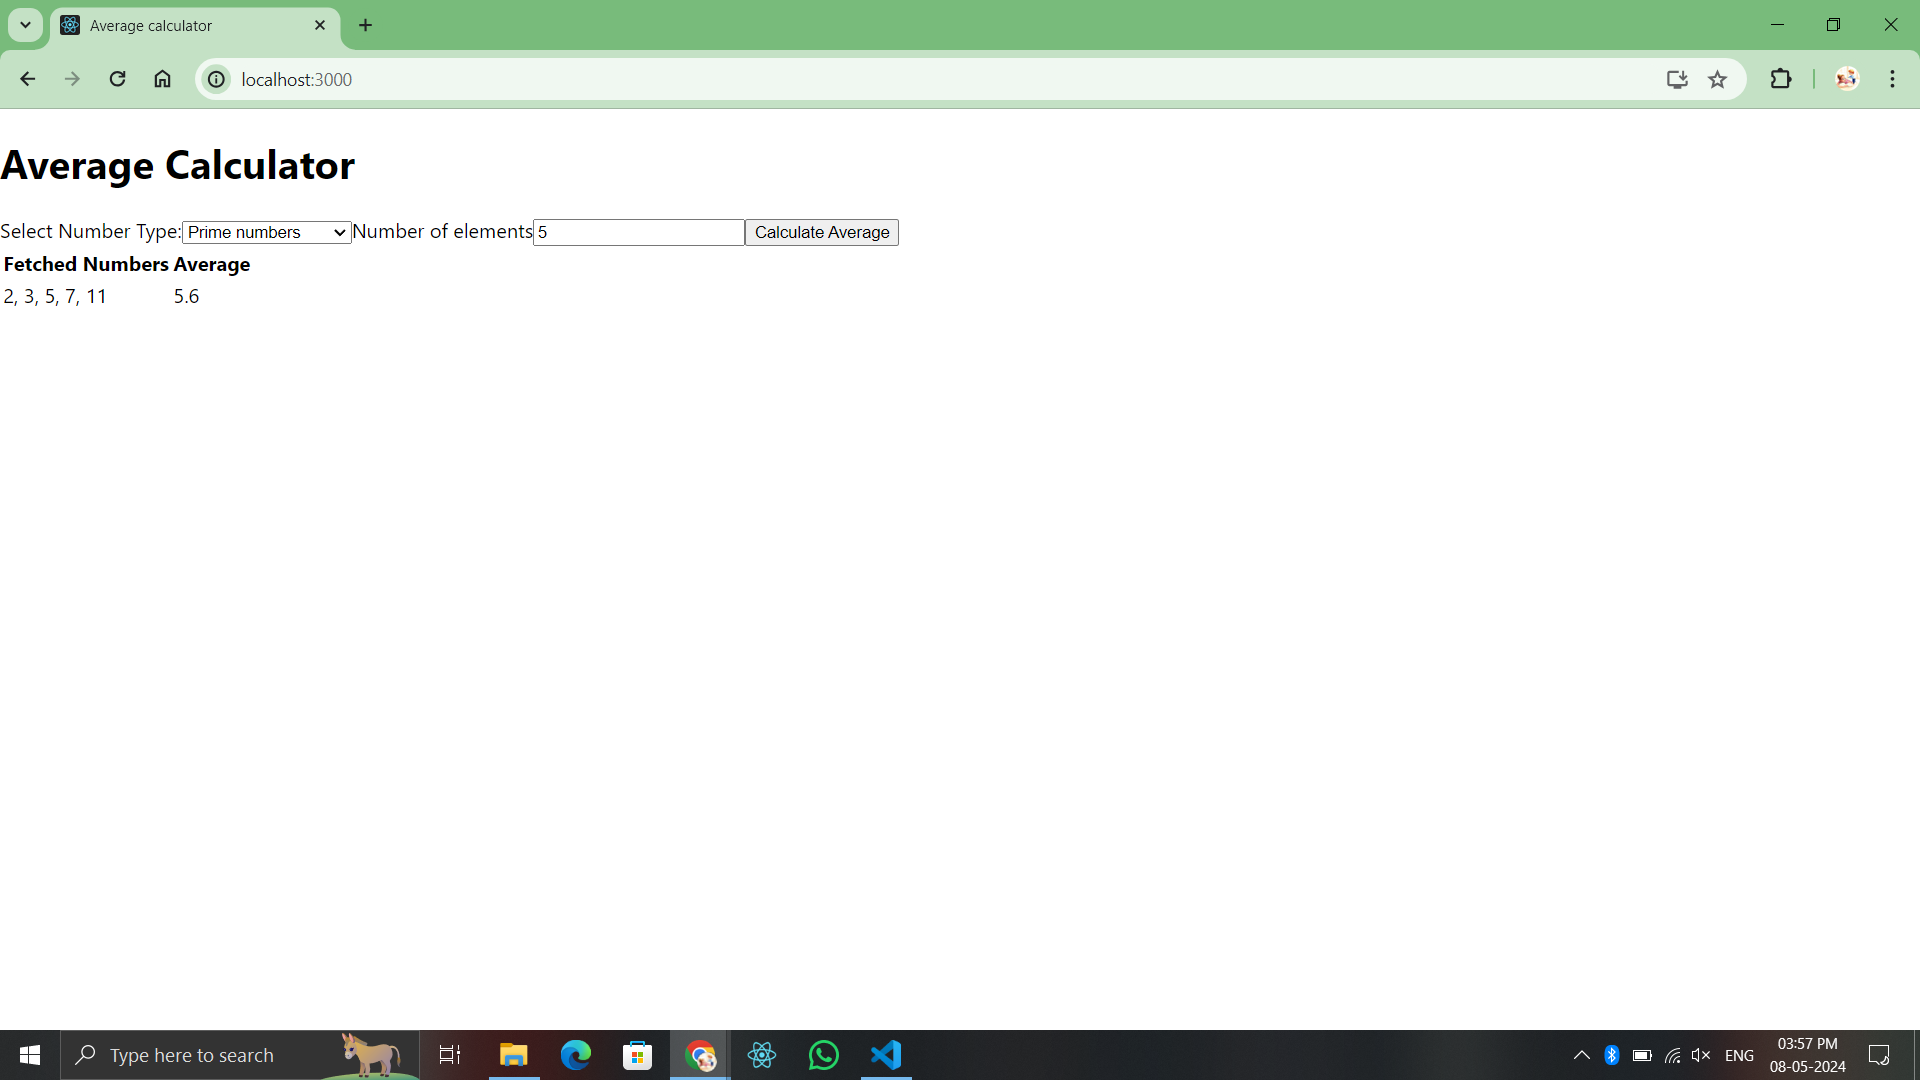 Average calculator
localhost:3000
Average Calculator
Select Number Type: Prime numbers Number of elements 5 Calculate Average
Fetched Numbers Average
2, 3, 5, 7, 11 5.6
Type here to search
ENG
03:57 PM
08-05-2024